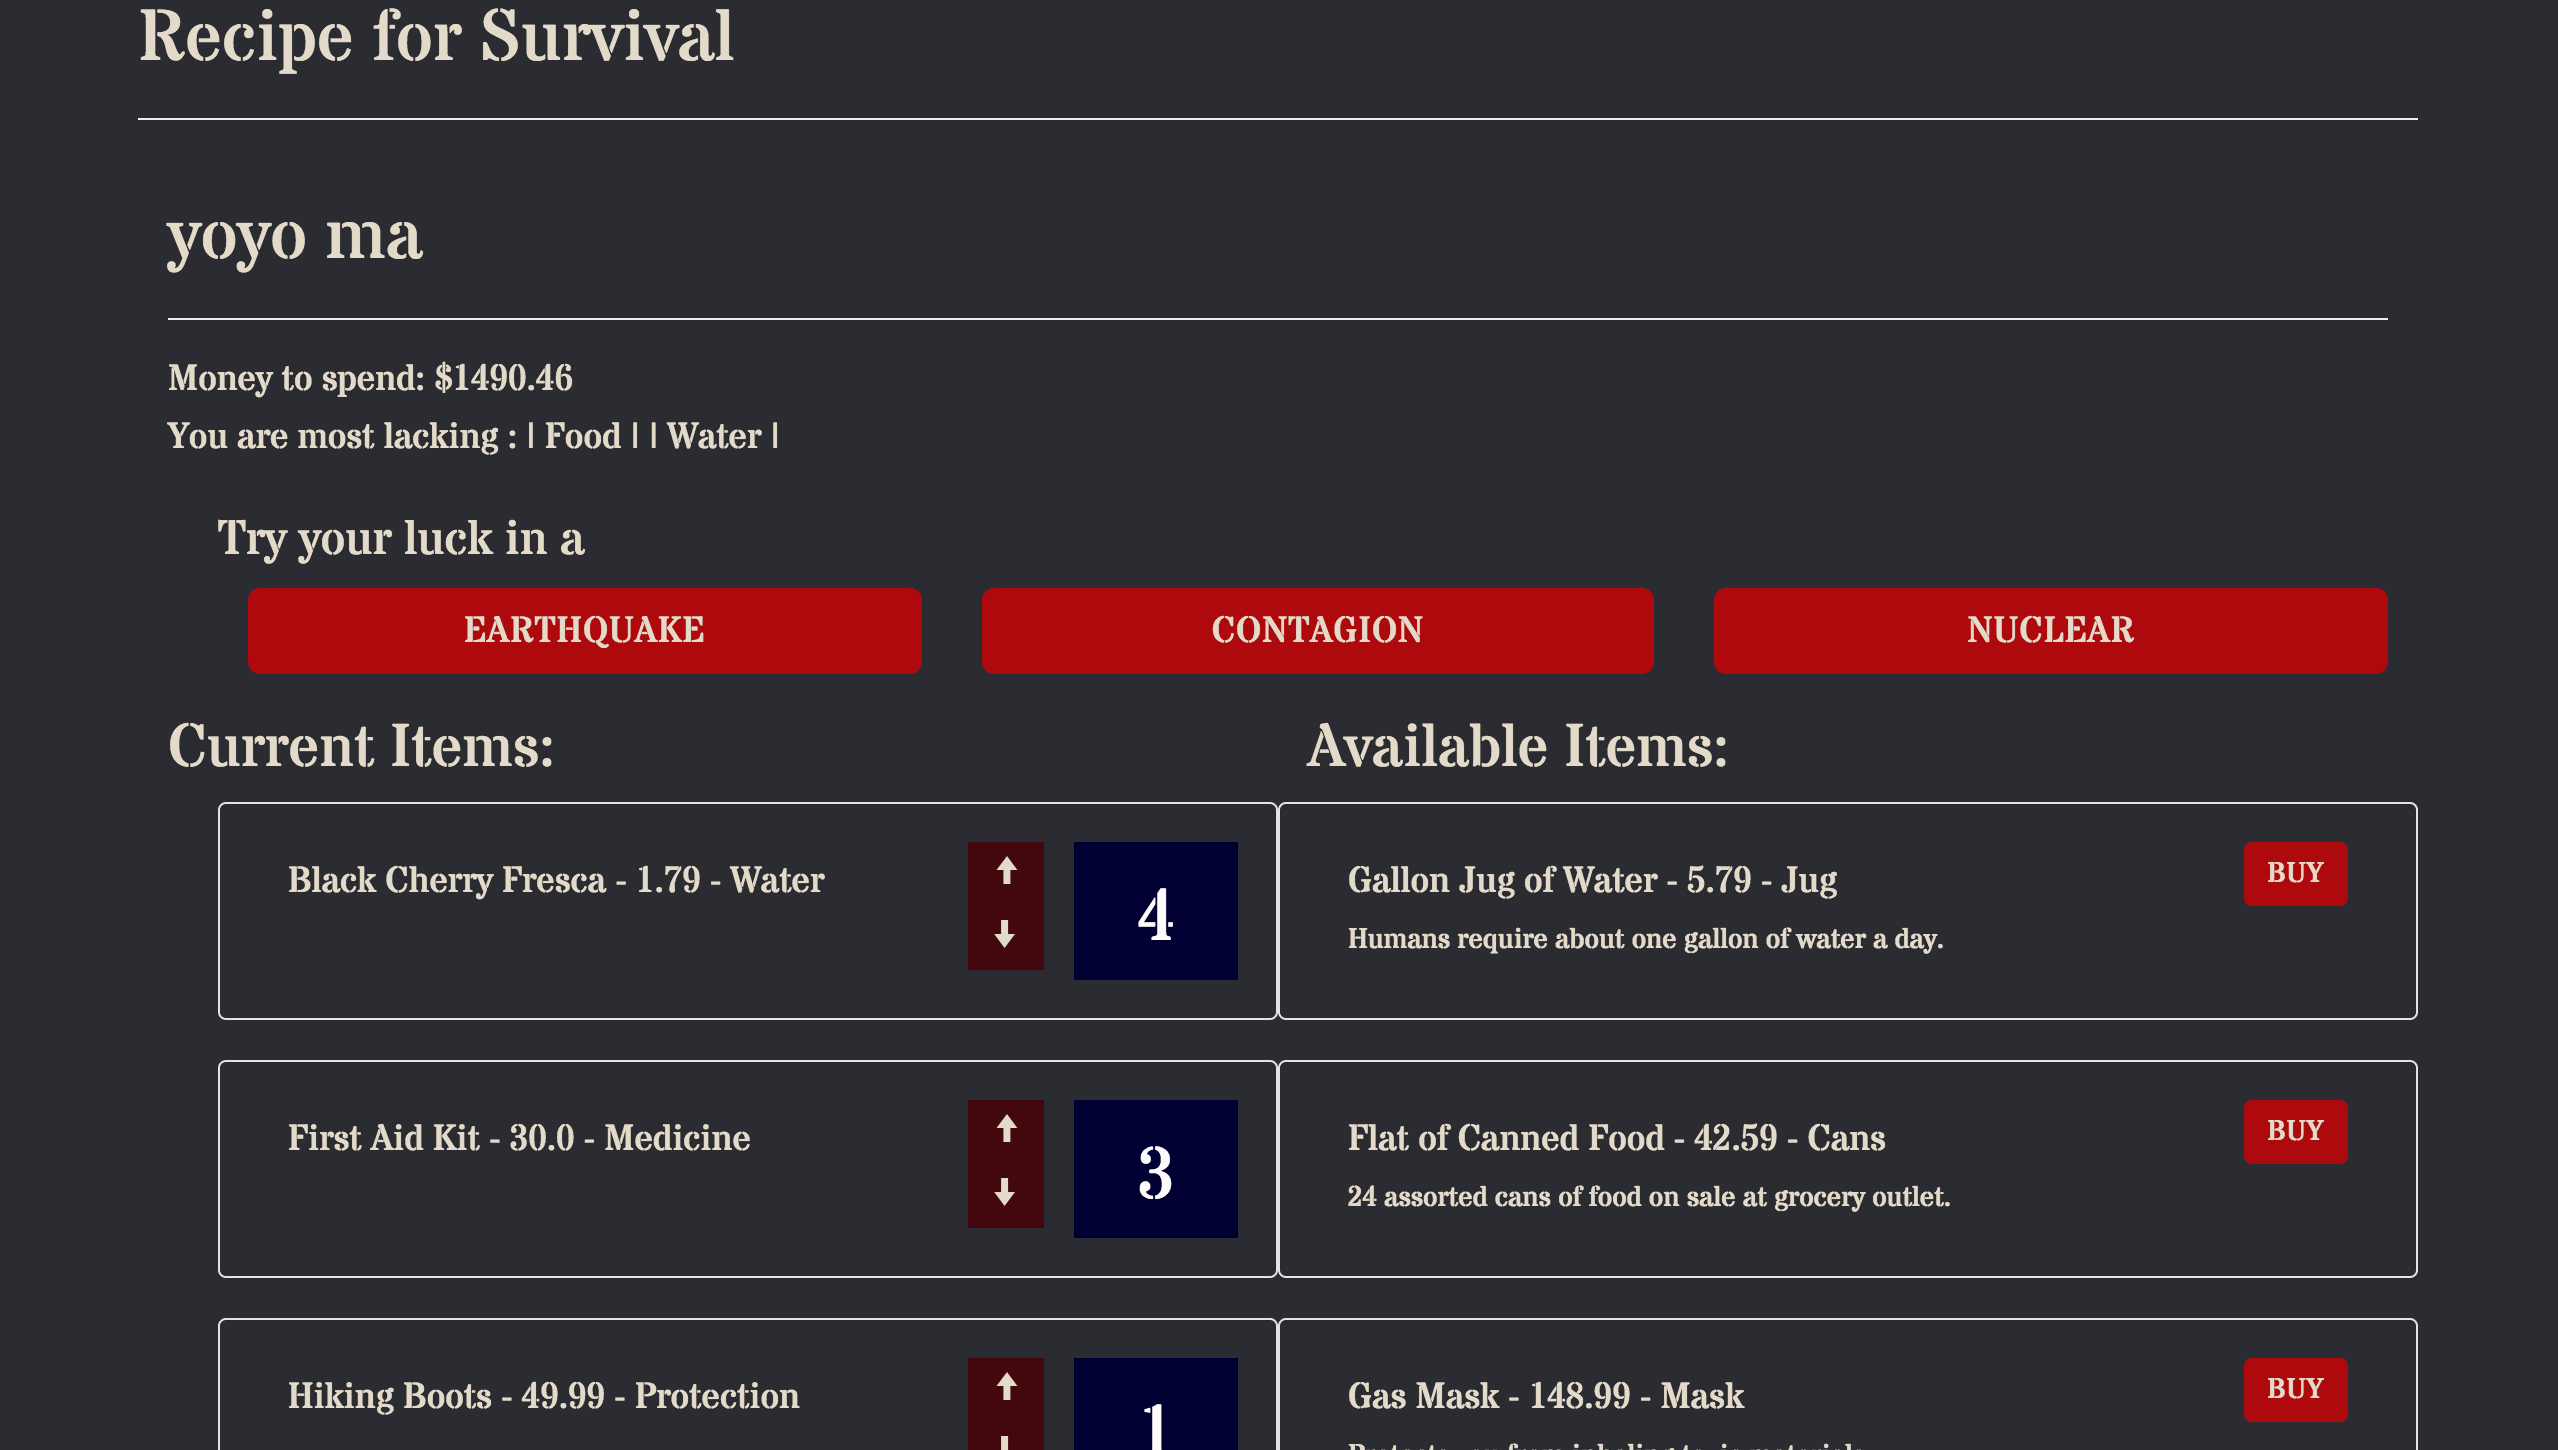 Recipe for Survival
yoyo ma
Money to spend: $1490.46
You are most lacking : | Food | | Water |
Try your luck in a
EARTHQUAKE
CONTAGION
NUCLEAR
Current Items:
Black Cherry Fresca - 1.79 - Water
4
First Aid Kit - 30.0 - Medicine
3
Hiking Boots - 49.99 - Protection
1
Available Items:
Gallon Jug of Water - 5.79 - Jug
BUY
Humans require about one gallon of water a day.
Flat of Canned Food - 42.59 - Cans
BUY
24 assorted cans of food on sale at grocery outlet.
Gas Mask - 148.99 - Mask
BUY